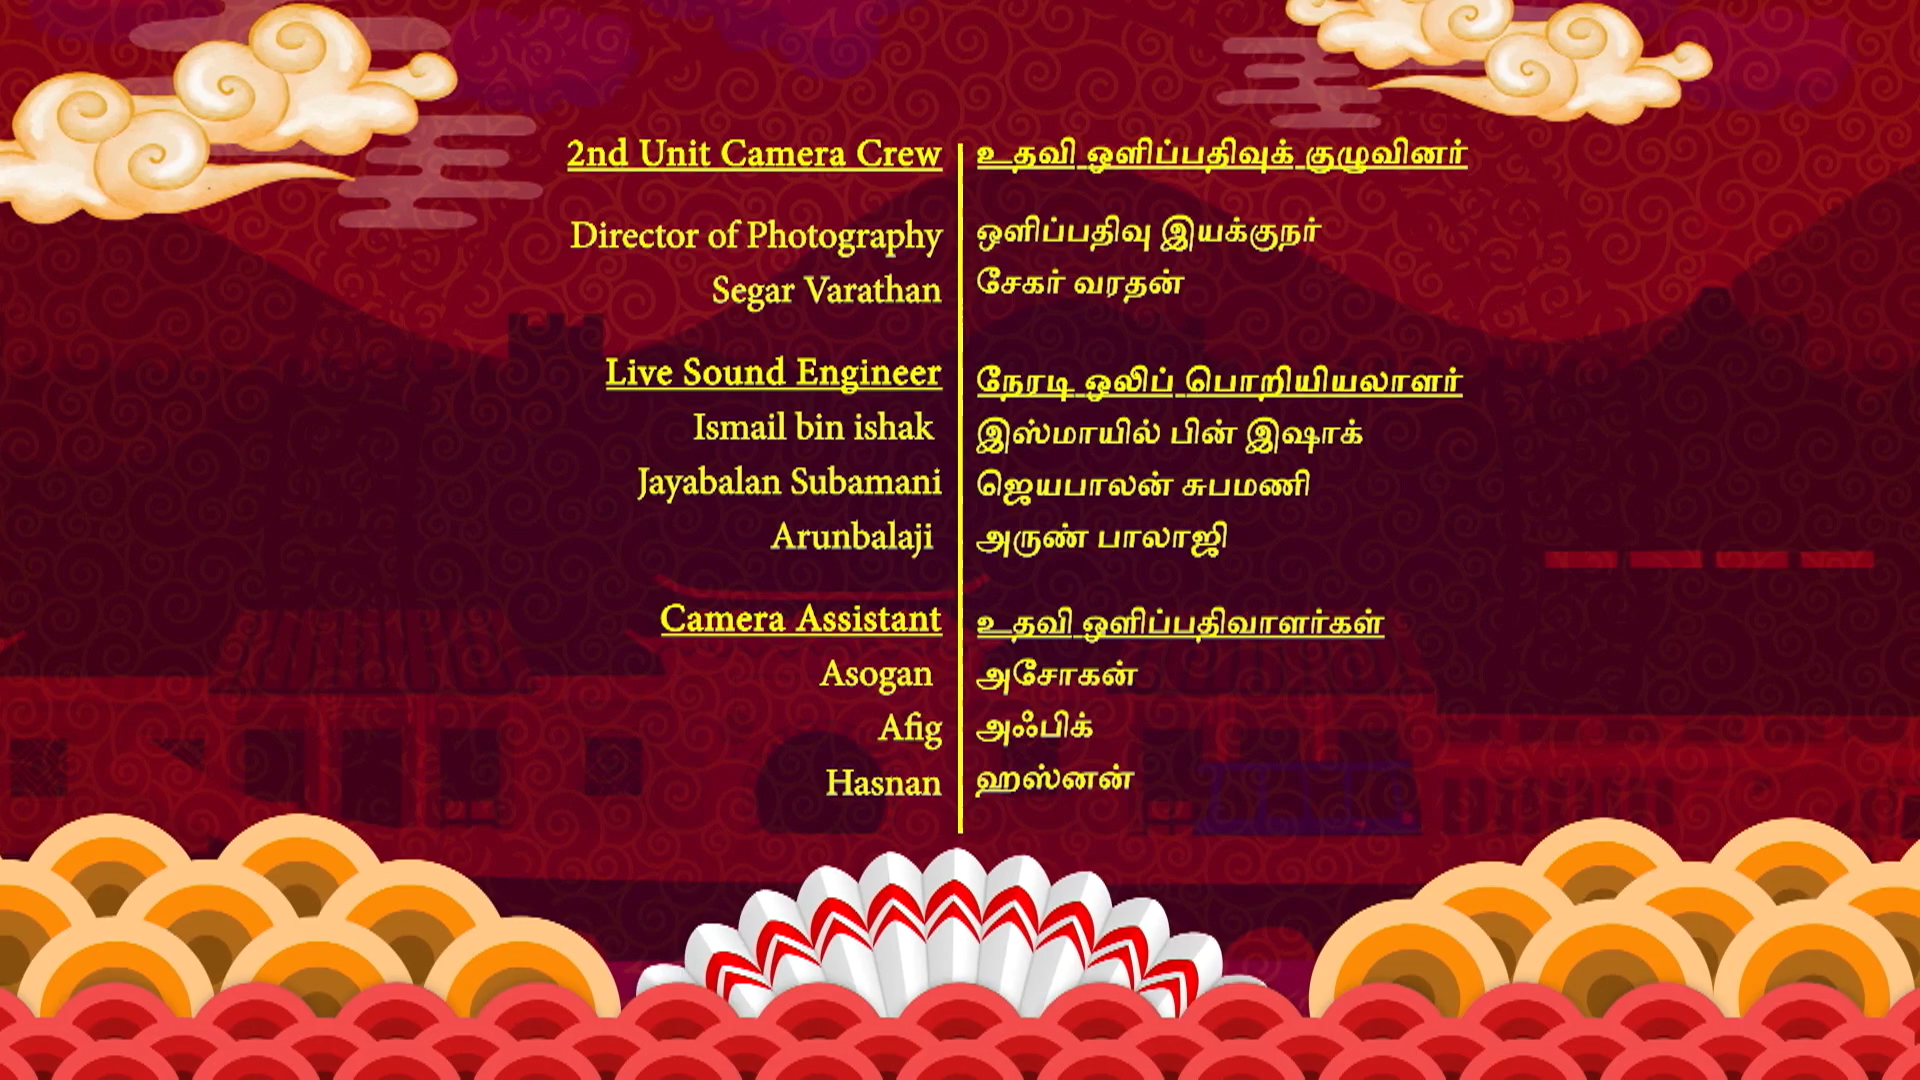 2nd Unit Camera Crew
Director of Photography
Segar Varathan
Live Sound Engineer
Ismail bin ishak
Jayabalan Subamani
Arunbalaji
Camera Assistant
Asogan
Afig
Hasnan
உதவி ஒளிப்பதிவுக் குழுவினர்
ஒளிப்பதிவு இயக்குநர்
சேகர் வரதன்
நேரடி ஒலிப் பொறியியலாளர்
இஸ்மாயில் பின் இஷாக்
ஜெயபாலன் சுபமணி
அருண் பாலாஜி
உதவி ஒளிப்பதிவாளர்கள்
அசோகன்
அஃபிக்
ஹஸ்னன்